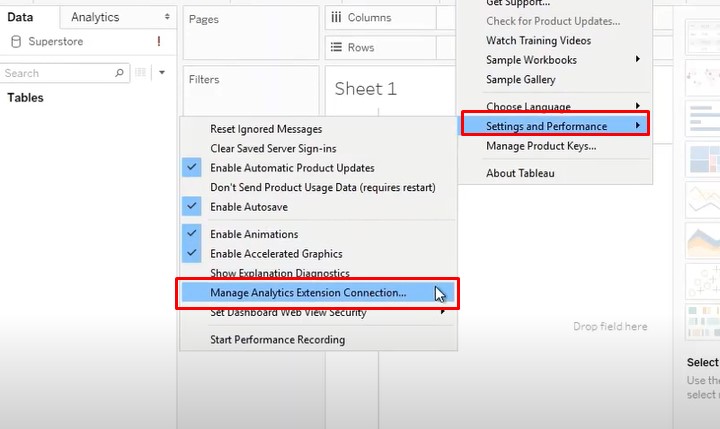 Data
Analytics
Superstore
!
Search
Tables
Pages
Filters
Columns
Rows
Sheet 1
Drop field here
Get Support...
Check for Product Updates...
Watch Training Videos
Sample Workbooks
Sample Gallery
Choose Language
Settings and Performance
Manage Product Keys...
About Tableau
Reset Ignored Messages
Clear Saved Server Sign-ins
Enable Automatic Product Updates
Don't Send Product Usage Data (requires restart)
Enable Autosave
Enable Animations
Enable Accelerated Graphics
Show Explanation Diagnostics
Manage Analytics Extension Connection...
Set Dashboard Web View Security
Start Performance Recording
Select
Use the
select